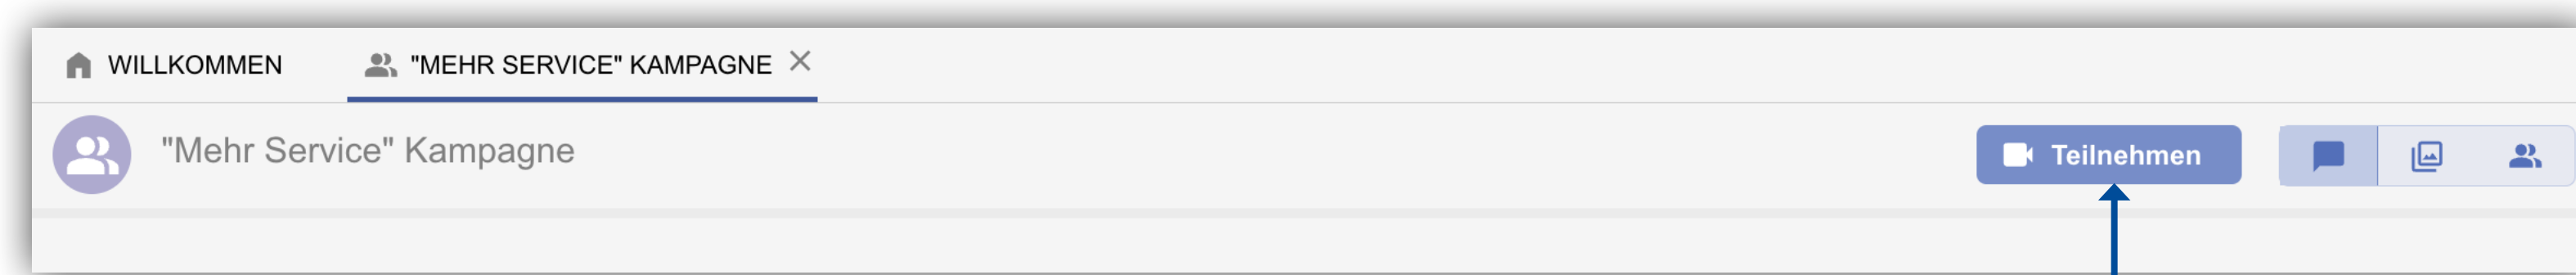 WILLKOMMEN
"MEHR SERVICE" KAMPAGNE
"Mehr Service" Kampagne
Teilnehmen